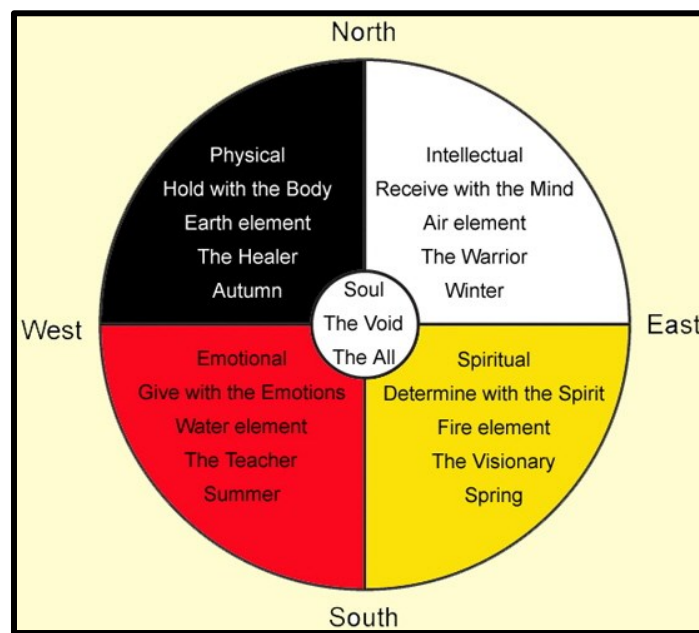 North
Physical
Hold with the Body
Earth element
The Healer
Autumn
Intellectual
Receive with the Mind
Air element
The Warrior
Winter
Soul
The Void
The All
West
East
Emotional
Give with the Emotions
Water element
The Teacher
Summer
Spiritual
Determine with the Spirit
Fire element
The Visionary
Spring
South